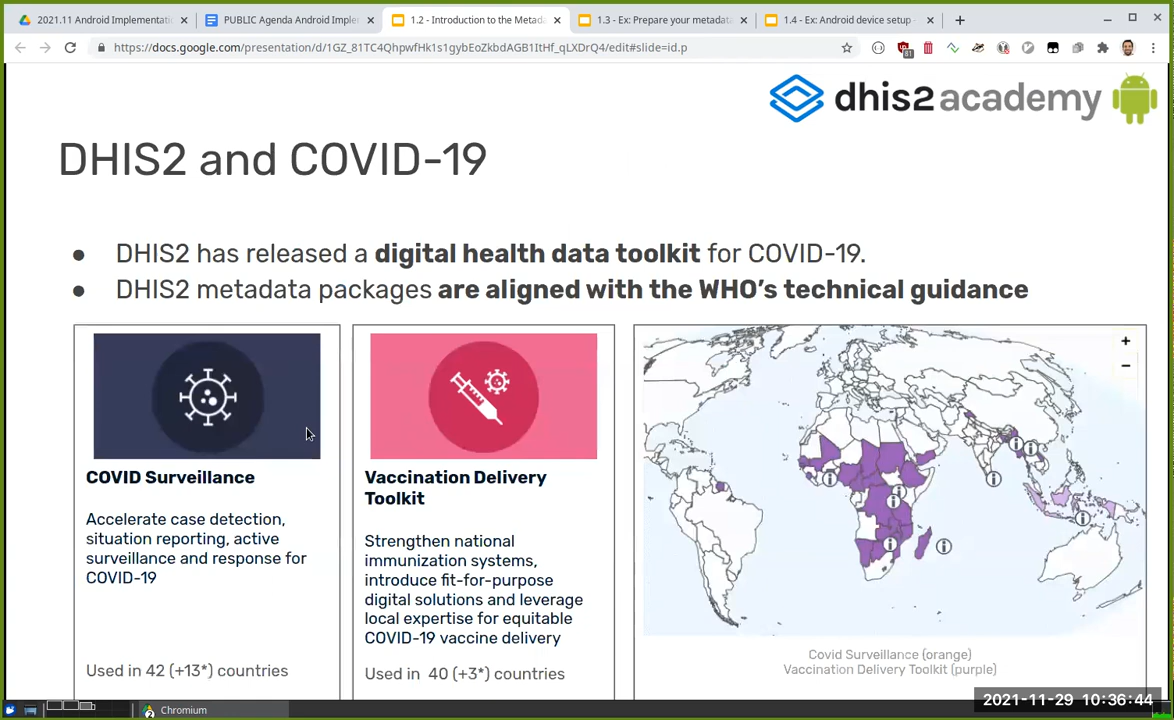 2021.11 Android Implementati
PUBLIC Agenda Android Imple
1.2 - Introduction to the Metada
1.3 - Ex: Prepare your metadata
1.4 - Ex: Android device setup -
https://docs.google.com/presentation/d/1GZ_81TC4QhpwfHk1s1gybEoZkbdAGB1ItHf_qLXDrQ4/edit#slide=id.p
dhis2 academy
DHIS2 and COVID-19
● DHIS2 has released a digital health data toolkit for COVID-19.
● DHIS2 metadata packages are aligned with the WHO's technical guidance
COVID Surveillance
Accelerate case detection,
situation reporting, active
surveillance and response for
COVID-19
Used in 42 (+13*) countries
Vaccination Delivery
Toolkit
Strengthen national
immunization systems,
introduce fit-for-purpose
digital solutions and leverage
local expertise for equitable
COVID-19 vaccine delivery
Used in 40 (+3*) countries
+
−
Covid Surveillance (orange)
Vaccination Delivery Toolkit (purple)
2021-11-29 10:36:44
Chromium